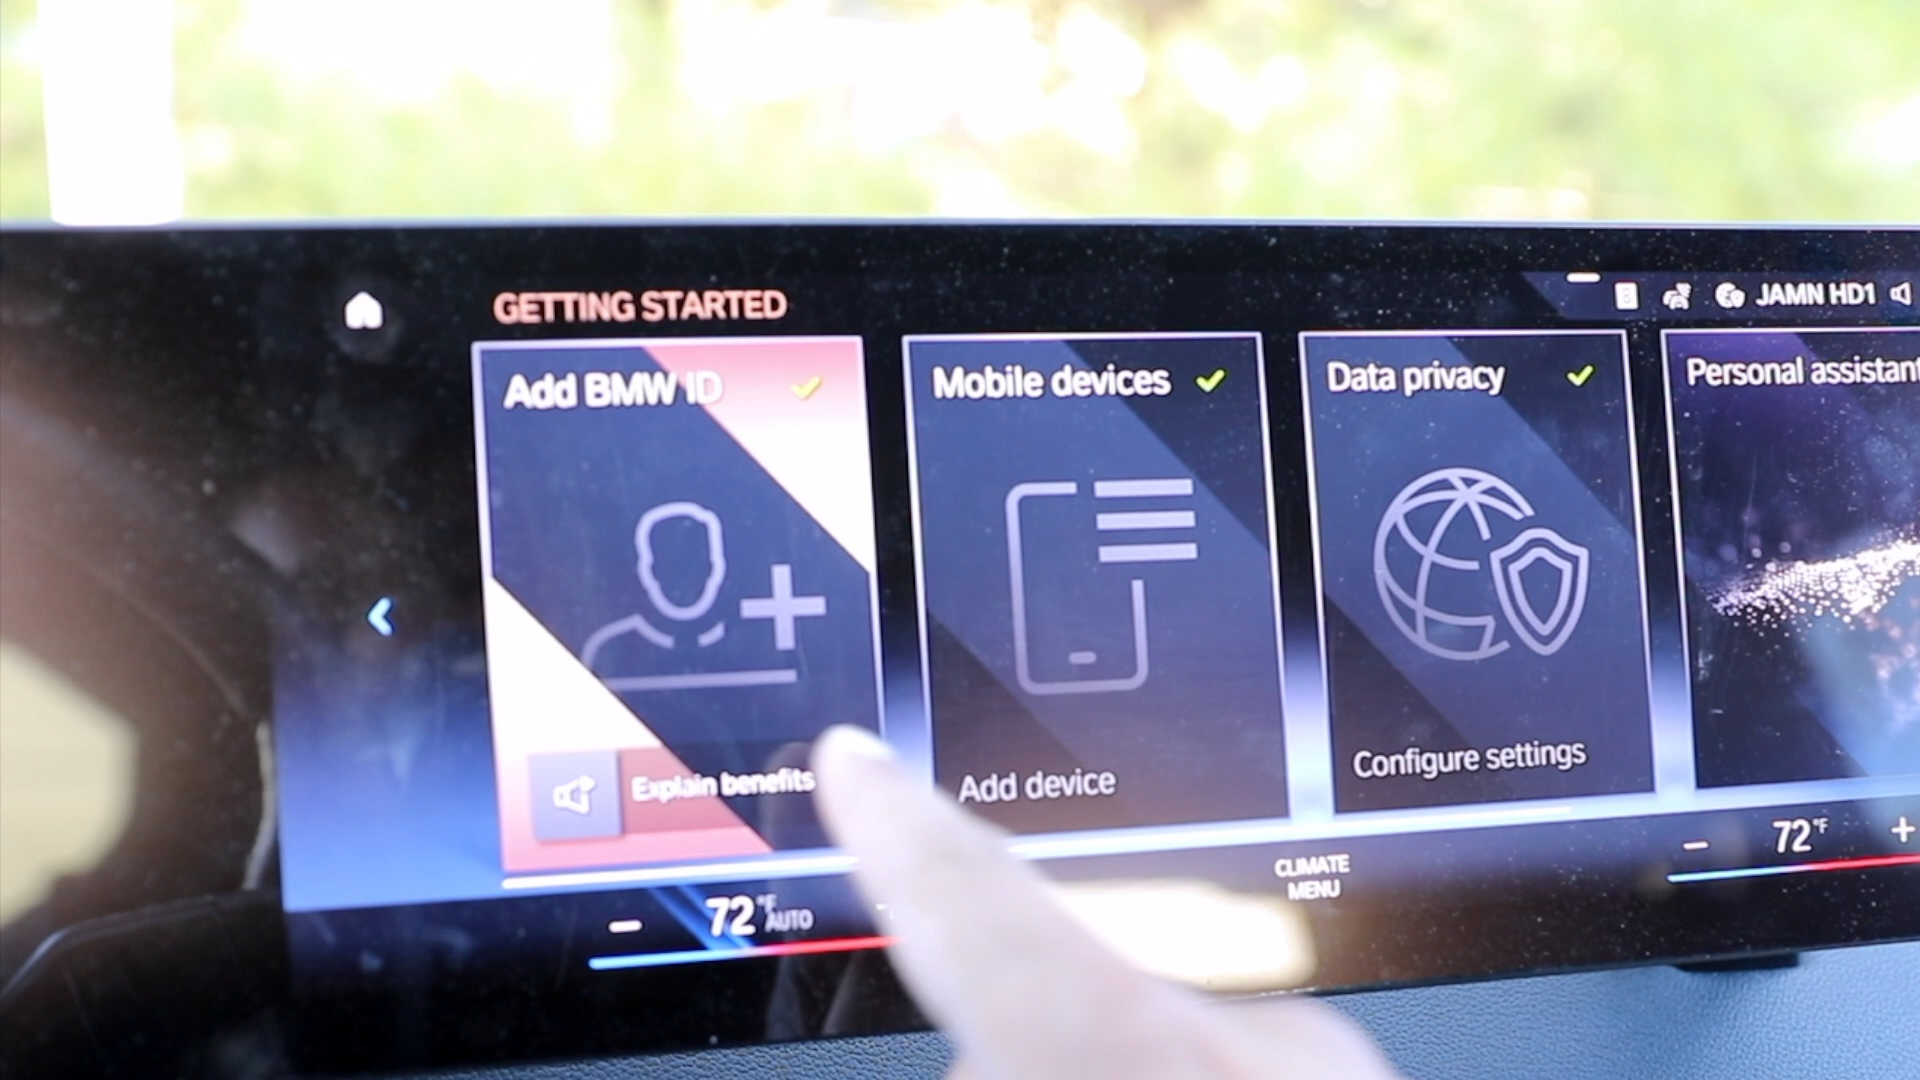 GETTING STARTED
JAMN HD1
Add BMW ID
Mobile devices
Data privacy
Personal assistant
Explain benefits
Add device
Configure settings
72°F
AUTO
CLIMATE
MENU
72°F